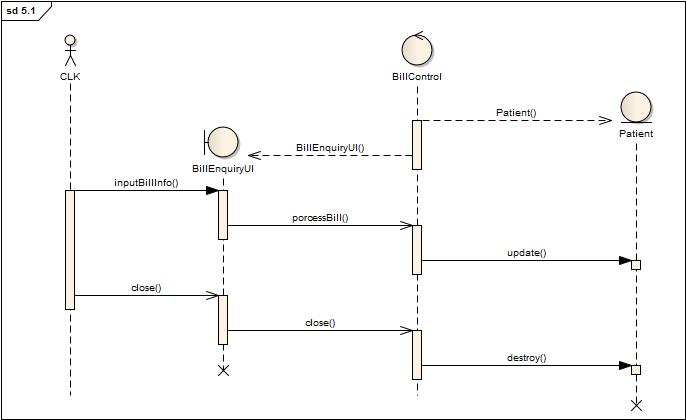 sd 5.1
CLK
BillControl
Patient()
Patient
BillEnquiryUI()
BillEnquiryUI
inputBillInfo()
porcessBill()
update()
close()
close()
destroy()